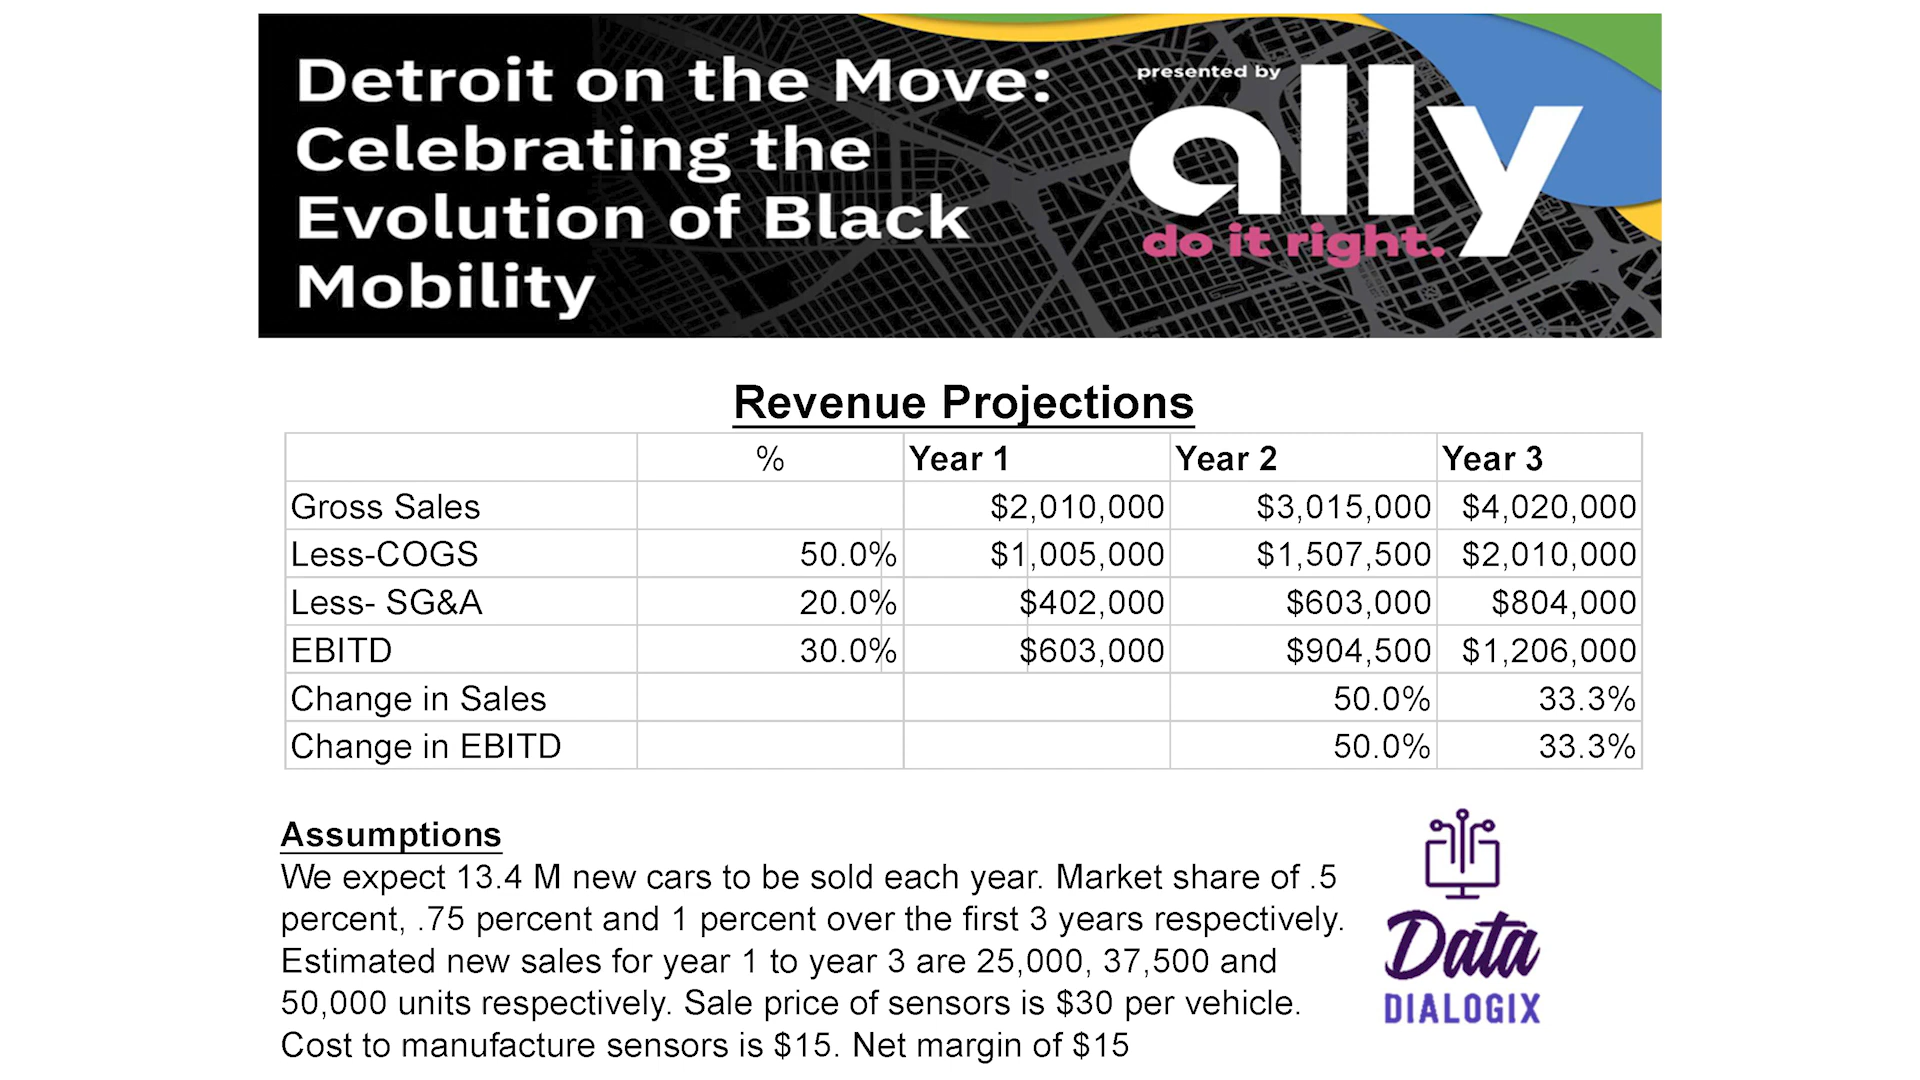 Detroit on the Move:
Celebrating the
Evolution of Black
Mobility
presented by
ally
do it right.
Revenue Projections
% Year 1 Year 2 Year 3
Gross Sales $2,010,000 $3,015,000 $4,020,000
Less-COGS 50.0% $1,005,000 $1,507,500 $2,010,000
Less- SG&A 20.0% $402,000 $603,000 $804,000
EBITD 30.0% $603,000 $904,500 $1,206,000
Change in Sales 50.0% 33.3%
Change in EBITD 50.0% 33.3%
Assumptions
We expect 13.4 M new cars to be sold each year. Market share of .5
percent, .75 percent and 1 percent over the first 3 years respectively.
Estimated new sales for year 1 to year 3 are 25,000, 37,500 and
50,000 units respectively. Sale price of sensors is $30 per vehicle.
Cost to manufacture sensors is $15. Net margin of $15
Data
DIALOGIX